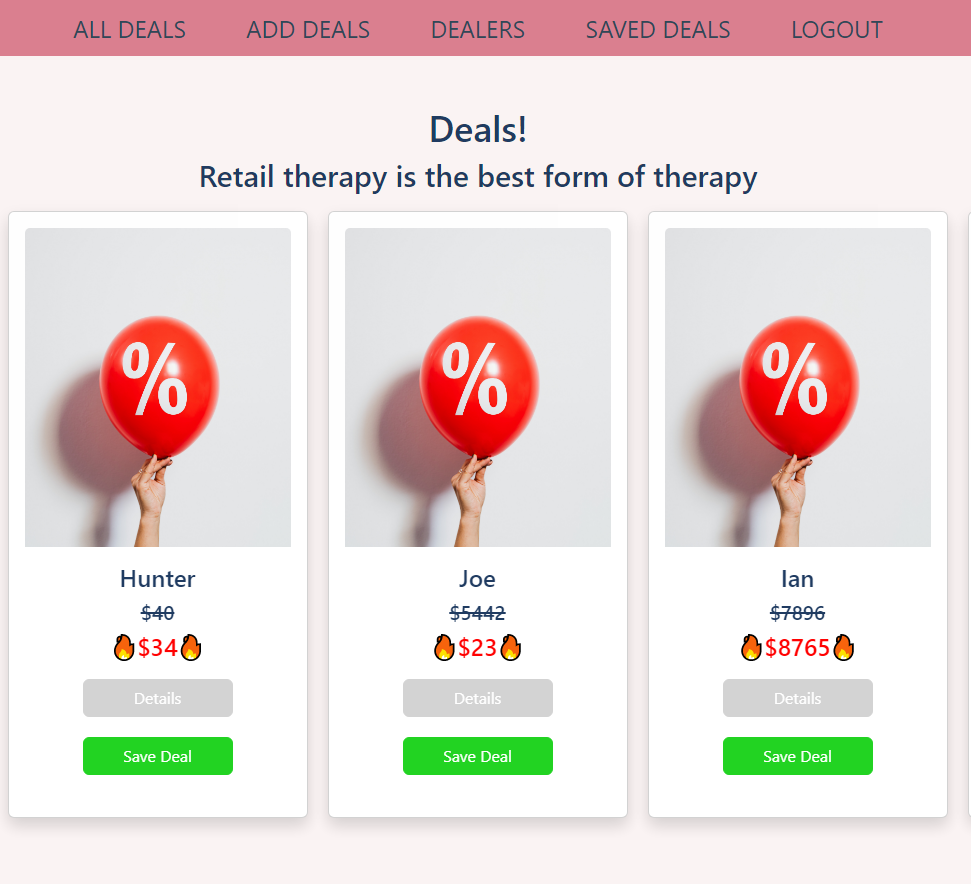 ALL DEALS ADD DEALS DEALERS SAVED DEALS LOGOUT
Deals!
Retail therapy is the best form of therapy
% % %
Hunter Joe Ian
$40 $5442 $7896
🔥$34🔥 🔥$23🔥 🔥$8765🔥
Details Details Details
Save Deal Save Deal Save Deal